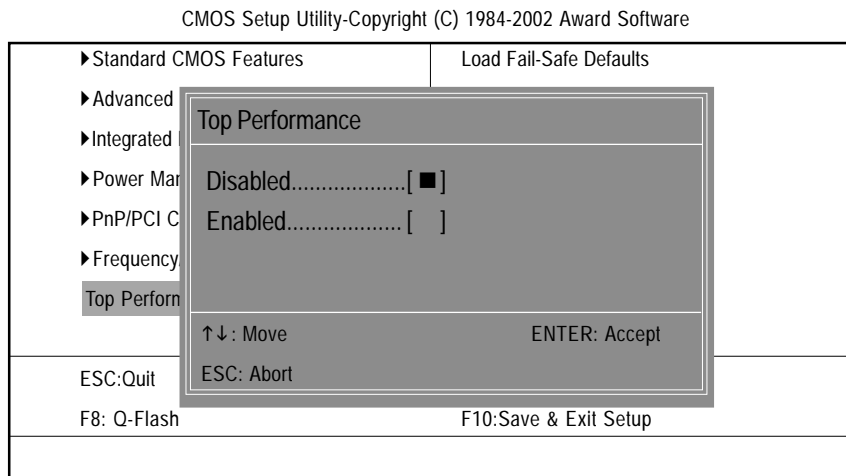 CMOS Setup Utility-Copyright (C) 1984-2002 Award Software
▶Standard CMOS Features Load Fail-Safe Defaults
▶Advanced
▶Integrated
▶Power
▶PnP/PCI
▶Frequency
Top
Top Performance
Disabled...................[ ■ ]
Enabled................... [ ]
↑↓: Move ENTER: Accept
ESC: Abort
ESC:Quit
F8: Q-Flash F10:Save & Exit Setup